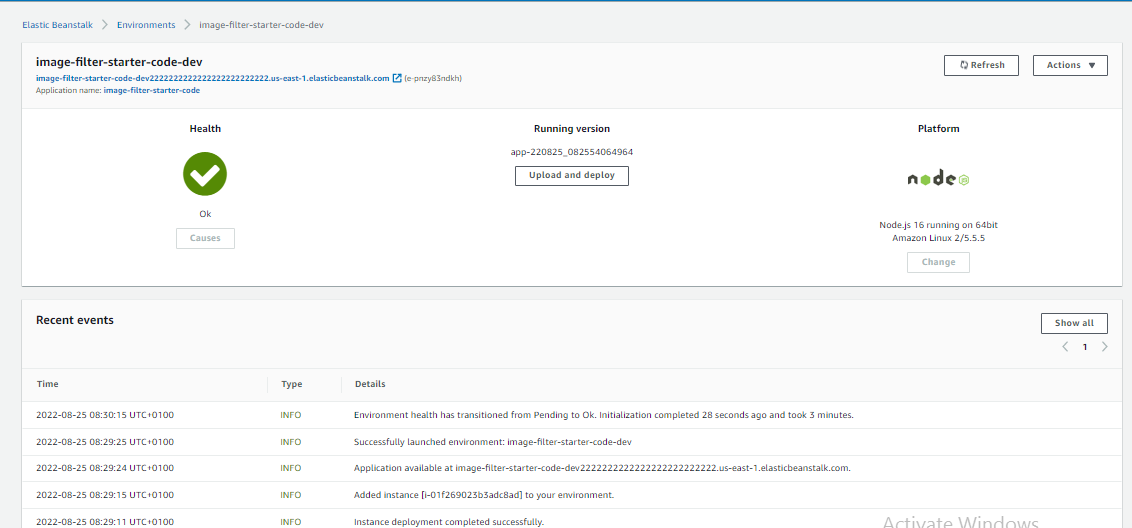 Elastic Beanstalk > Environments > image-filter-starter-code-dev
image-filter-starter-code-dev
Refresh
Actions ▼
image-filter-starter-code-dev222222222222222222222222.us-east-1.elasticbeanstalk.com (e-pnzy83ndkh)
Application name: image-filter-starter-code
Health
Running version
Platform
app-220825_082554064964
Upload and deploy
node JS
Ok
Causes
Node.js 16 running on 64bit
Amazon Linux 2/5.5.5
Change
Recent events
Show all
< 1 >
Time Type Details
2022-08-25 08:30:15 UTC+0100 INFO Environment health has transitioned from Pending to Ok. Initialization completed 28 seconds ago and took 3 minutes.
2022-08-25 08:29:25 UTC+0100 INFO Successfully launched environment: image-filter-starter-code-dev
2022-08-25 08:29:24 UTC+0100 INFO Application available at image-filter-starter-code-dev222222222222222222222222.us-east-1.elasticbeanstalk.com.
2022-08-25 08:29:15 UTC+0100 INFO Added instance [i-01f269023b3adc8ad] to your environment.
2022-08-25 08:29:11 UTC+0100 INFO Instance deployment completed successfully.
Activate Windows